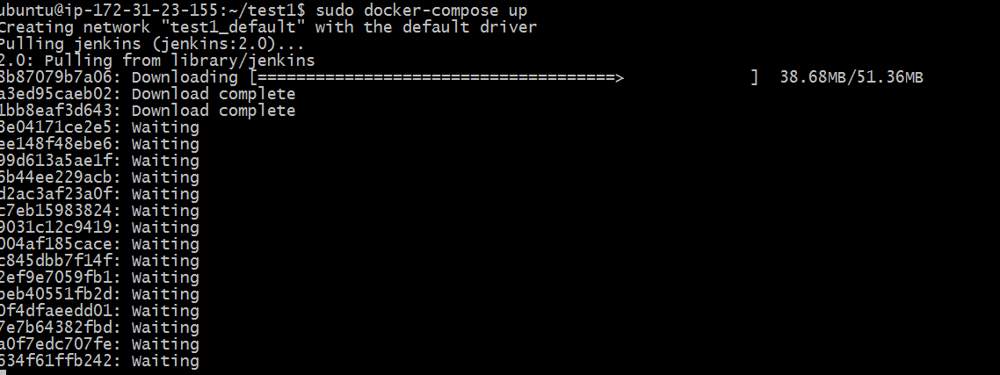 ubuntu@ip-172-31-23-155:~/test1$ sudo docker-compose up
Creating network "test1_default" with the default driver
Pulling jenkins (jenkins:2.0)...
2.0: Pulling from library/jenkins
8b87079b7a06: Downloading [=====================================>             ]  38.68MB/51.36MB
a3ed95caeb02: Download complete
1bb8eaf3d643: Download complete
3e04171ce2e5: Waiting
ee148f48ebe6: Waiting
99d613a5ae1f: Waiting
6b44ee229acb: Waiting
d2ac3af23a0f: Waiting
c7eb15983824: Waiting
9031c12c9419: Waiting
004af185cace: Waiting
c845dbb7f14f: Waiting
2ef9e7059fb1: Waiting
beb40551fb2d: Waiting
0f4dfaeedd01: Waiting
7e7b64382fbd: Waiting
a0f7edc707fe: Waiting
634f61ffb242: Waiting